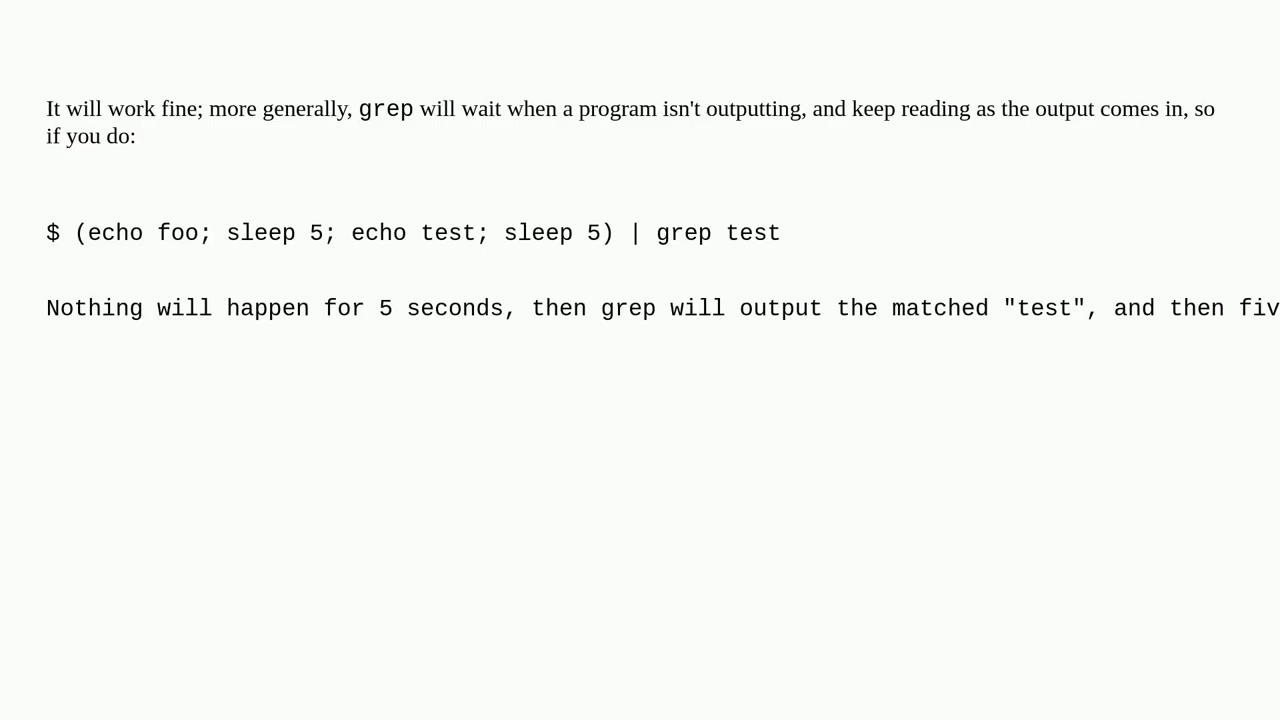 It will work fine; more generally, grep will wait when a program isn't outputting, and keep reading as the output comes in, so
if you do:
$ (echo foo; sleep 5; echo test; sleep 5) | grep test
Nothing will happen for 5 seconds, then grep will output the matched "test", and then fiv